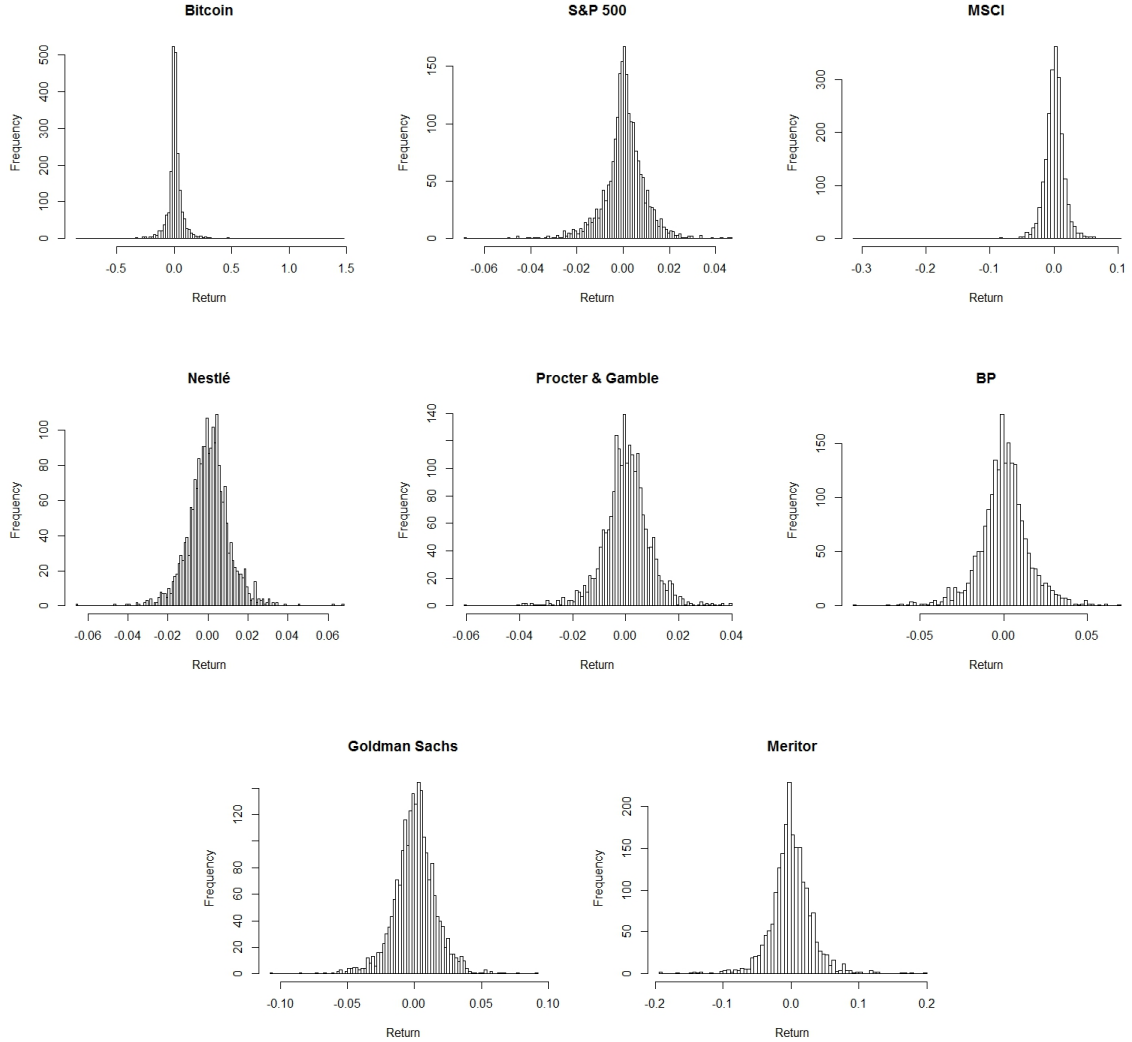 Bitcoin
Frequency
0 100 200 300 400 500
-0.5 0.0 0.5 1.0 1.5
Return
S&P 500
Frequency
0 50 100 150
-0.06 -0.04 -0.02 0.00 0.02 0.04
Return
MSCI
Frequency
0 100 200 300
-0.3 -0.2 -0.1 0.0 0.1
Return
Nestlé
Frequency
0 20 40 60 80 100
-0.06 -0.04 -0.02 0.00 0.02 0.04 0.06
Return
Procter & Gamble
Frequency
0 20 40 60 80 100 140
-0.06 -0.04 -0.02 0.00 0.02 0.04
Return
BP
Frequency
0 50 100 150
-0.05 0.00 0.05
Return
Goldman Sachs
Frequency
0 20 40 60 80 120
-0.10 -0.05 0.00 0.05 0.10
Return
Meritor
Frequency
0 50 100 150 200
-0.2 -0.1 0.0 0.1 0.2
Return